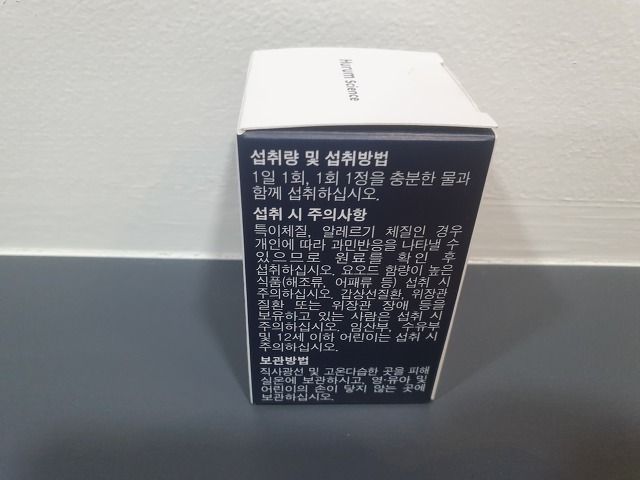 Hurum Science
섭취량 및 섭취방법
1일 1회, 1회 1정을 충분한 물과
함께 섭취하십시오.
섭취 시 주의사항
특이체질, 알레르기 체질인 경우
개인에 따라 과민반응을 나타낼 수
있으므로 원료를 확인 후
섭취하십시오. 요오드 함량이 높은
식품(해조류, 어패류 등) 섭취 시
주의하십시오. 갑상선질환, 위장관
질환 또는 위장관 장애 등을
보유하고 있는 사람은 섭취 시
주의하십시오. 임산부, 수유부
및 12세 이하 어린이는 섭취 시
주의하십시오.
보관방법
직사광선 및 고온다습한 곳을 피해
실온에 보관하시고, 영·유아 및
어린이의 손이 닿지 않는 곳에
보관하십시오.